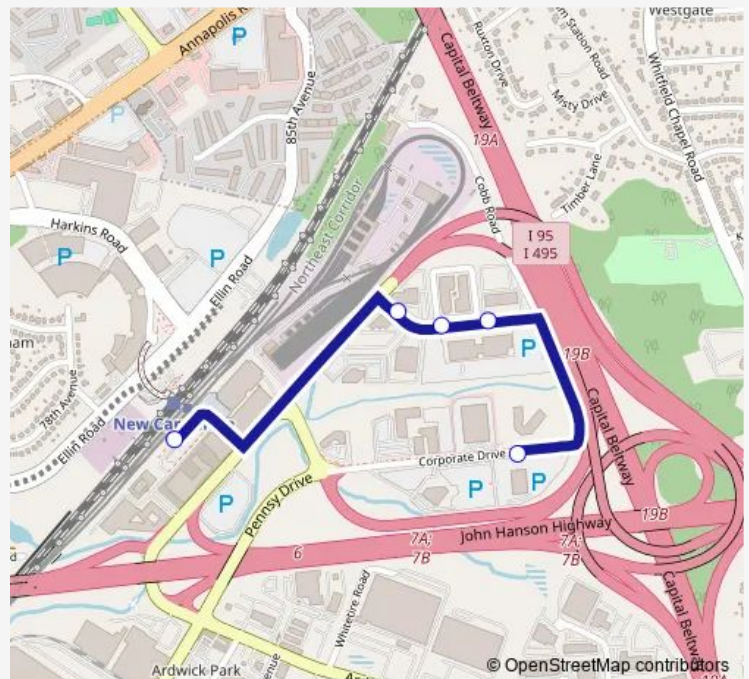 Westgate
Annapolis R
P
Capital Beltway
Ruxton Drive
Station Road
Misty Drive
Whitfield Chapel Road
P
85th Avenue
19A
Timber Lane
Cobb Road
Harkins Road
P
P
Ellin Road
Northeast Corridor
I 95
I 495
78th Avenue
P
19B
Capital Beltway
New Car
Ellin Road
Corporate Drive
P
P
P
Pennsy Drive
John Hanson Highway
19B
6
7A;
7B
7A;
7B
Whitetire Road
Capital Beltway
Ardwick Park
© OpenStreetMap contributors